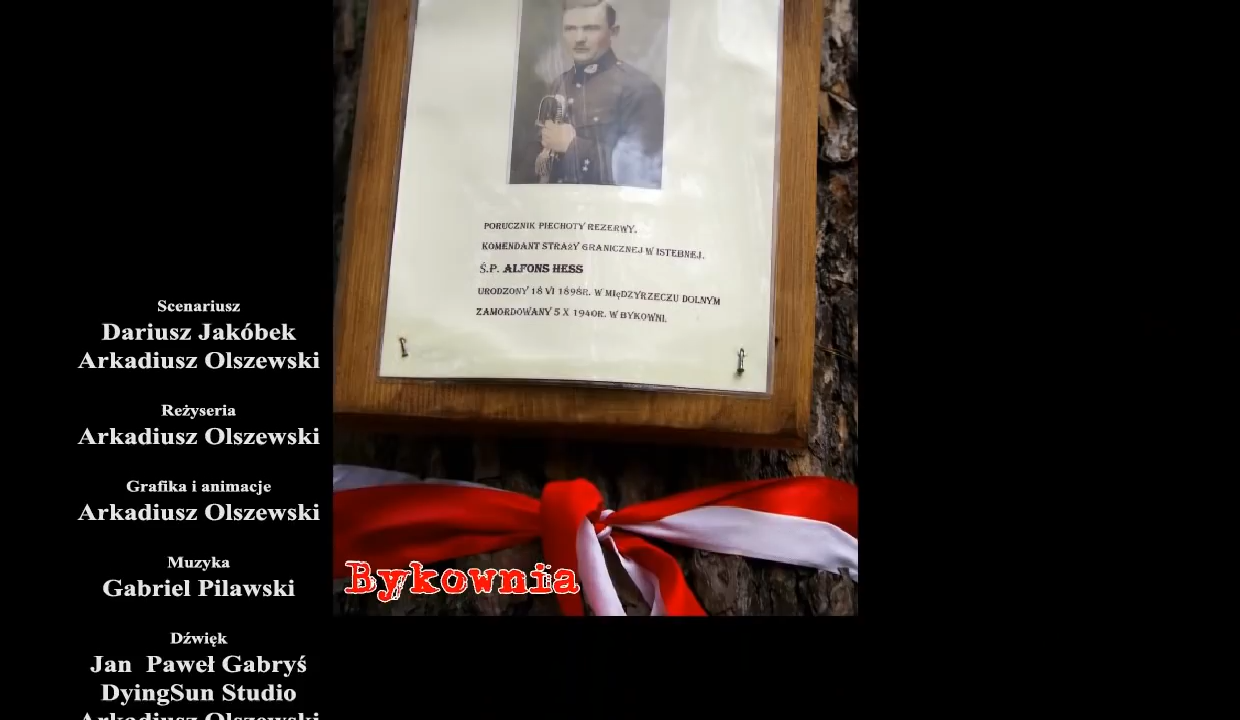 PORUCZNIK PIECHOTY REZERWY.
KOMENDANT STRAŻY GRANICZNEJ W ISTEBNEJ.
Ś.P. ALFONS HESS
URODZONY 18 VI 1898R. W MIęDZYRZECZU DOLNYM
ZAMORDOWANY 5 X 1940R. W BYKOWNI.
Bykownia
Scenariusz
Dariusz Jakóbek
Arkadiusz Olszewski
Reżyseria
Arkadiusz Olszewski
Grafika i animacje
Arkadiusz Olszewski
Muzyka
Gabriel Pilawski
Dźwięk
Jan Paweł Gabryś
DyingSun Studio
Arkadiusz Olszewski